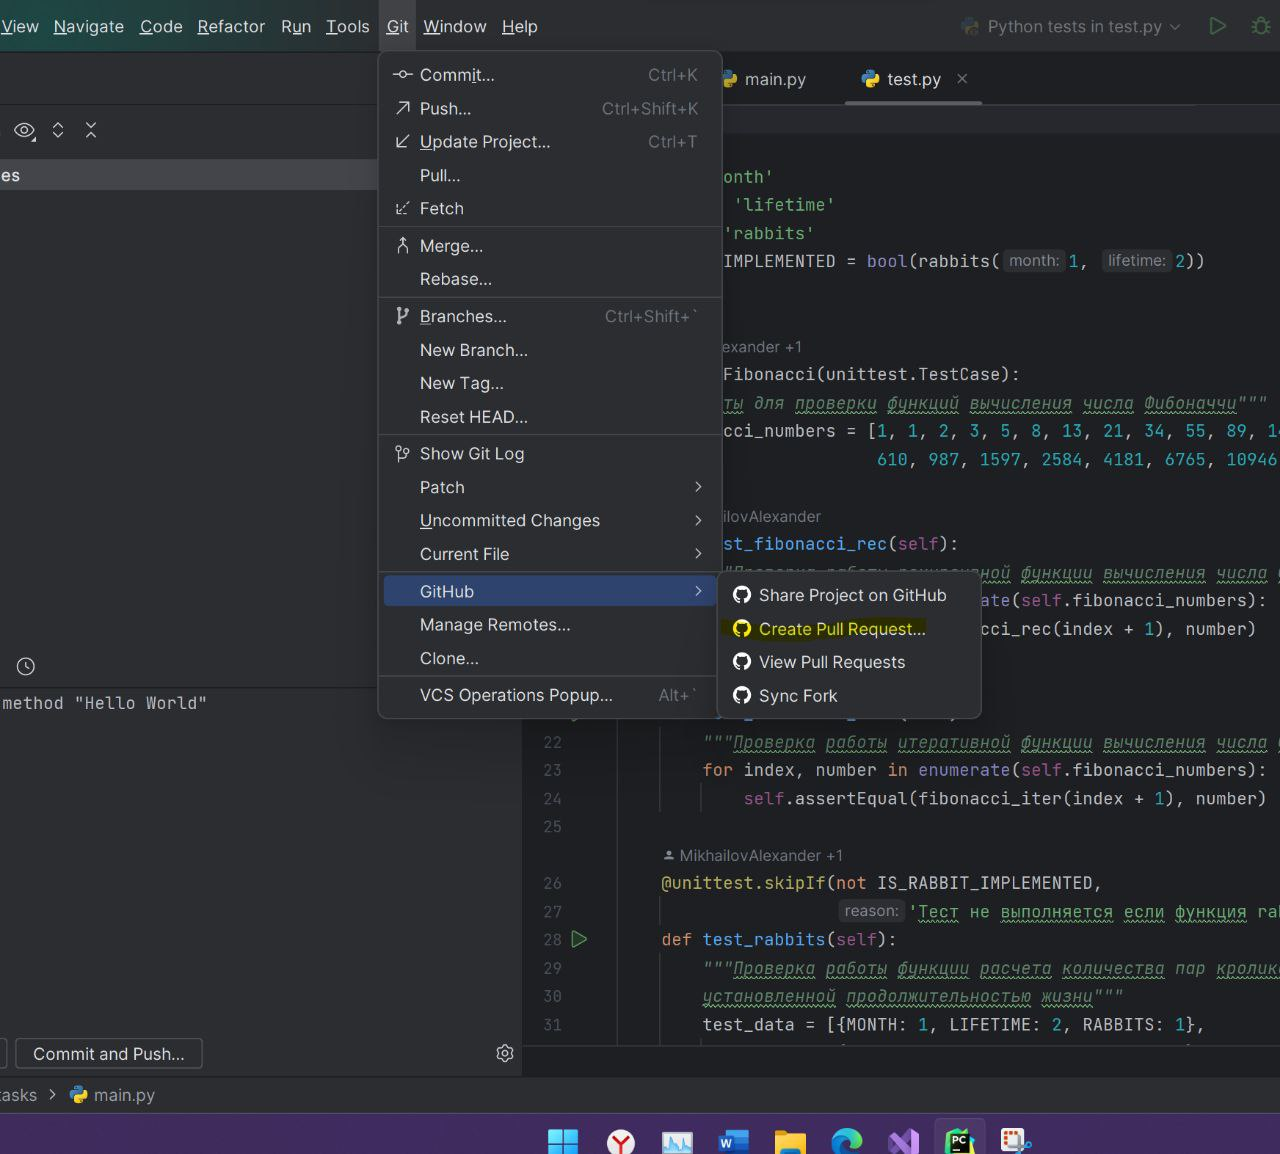 View Navigate Code Refactor Run Tools Git Window Help
Python tests in test.py
main.py
test.py
es
Commit... Ctrl+K
Push... Ctrl+Shift+K
Update Project... Ctrl+T
Pull...
Fetch
Merge...
Rebase...
Branches... Ctrl+Shift+`
New Branch...
New Tag...
Reset HEAD...
Show Git Log
Patch
Uncommitted Changes
Current File
GitHub
Manage Remotes...
Clone...
VCS Operations Popup... Alt+`
Share Project on GitHub
Create Pull Request...
View Pull Requests
Sync Fork
onth'
'lifetime'
'rabbits'
IMPLEMENTED = bool(rabbits( month: 1, lifetime: 2))
exander +1
Fibonacci(unittest.TestCase):
ты для проверки функций вычисления числа Фибоначчи"""
cci_numbers = [1, 1, 2, 3, 5, 8, 13, 21, 34, 55, 89,
610, 987, 1597, 2584, 4181, 6765, 10946
ilovAlexander
st_fibonacci_rec(self):
ной функции вычисления числа
ate(self.fibonacci_numbers):
cci_rec(index + 1), number)
22 """Проверка работы итеративной функции вычисления числа
23 for index, number in enumerate(self.fibonacci_numbers):
24 self.assertEqual(fibonacci_iter(index + 1), number)
25
MikhailovAlexander +1
26 @unittest.skipIf(not IS_RABBIT_IMPLEMENTED,
27 reason: 'Тест не выполняется если функция ra
28 def test_rabbits(self):
29 """Проверка работы функции расчета количества пар кролик
30 установленной продолжительностью жизни"""
31 test_data = [{MONTH: 1, LIFETIME: 2, RABBITS: 1},
method "Hello World"
Commit and Push...
tasks > main.py